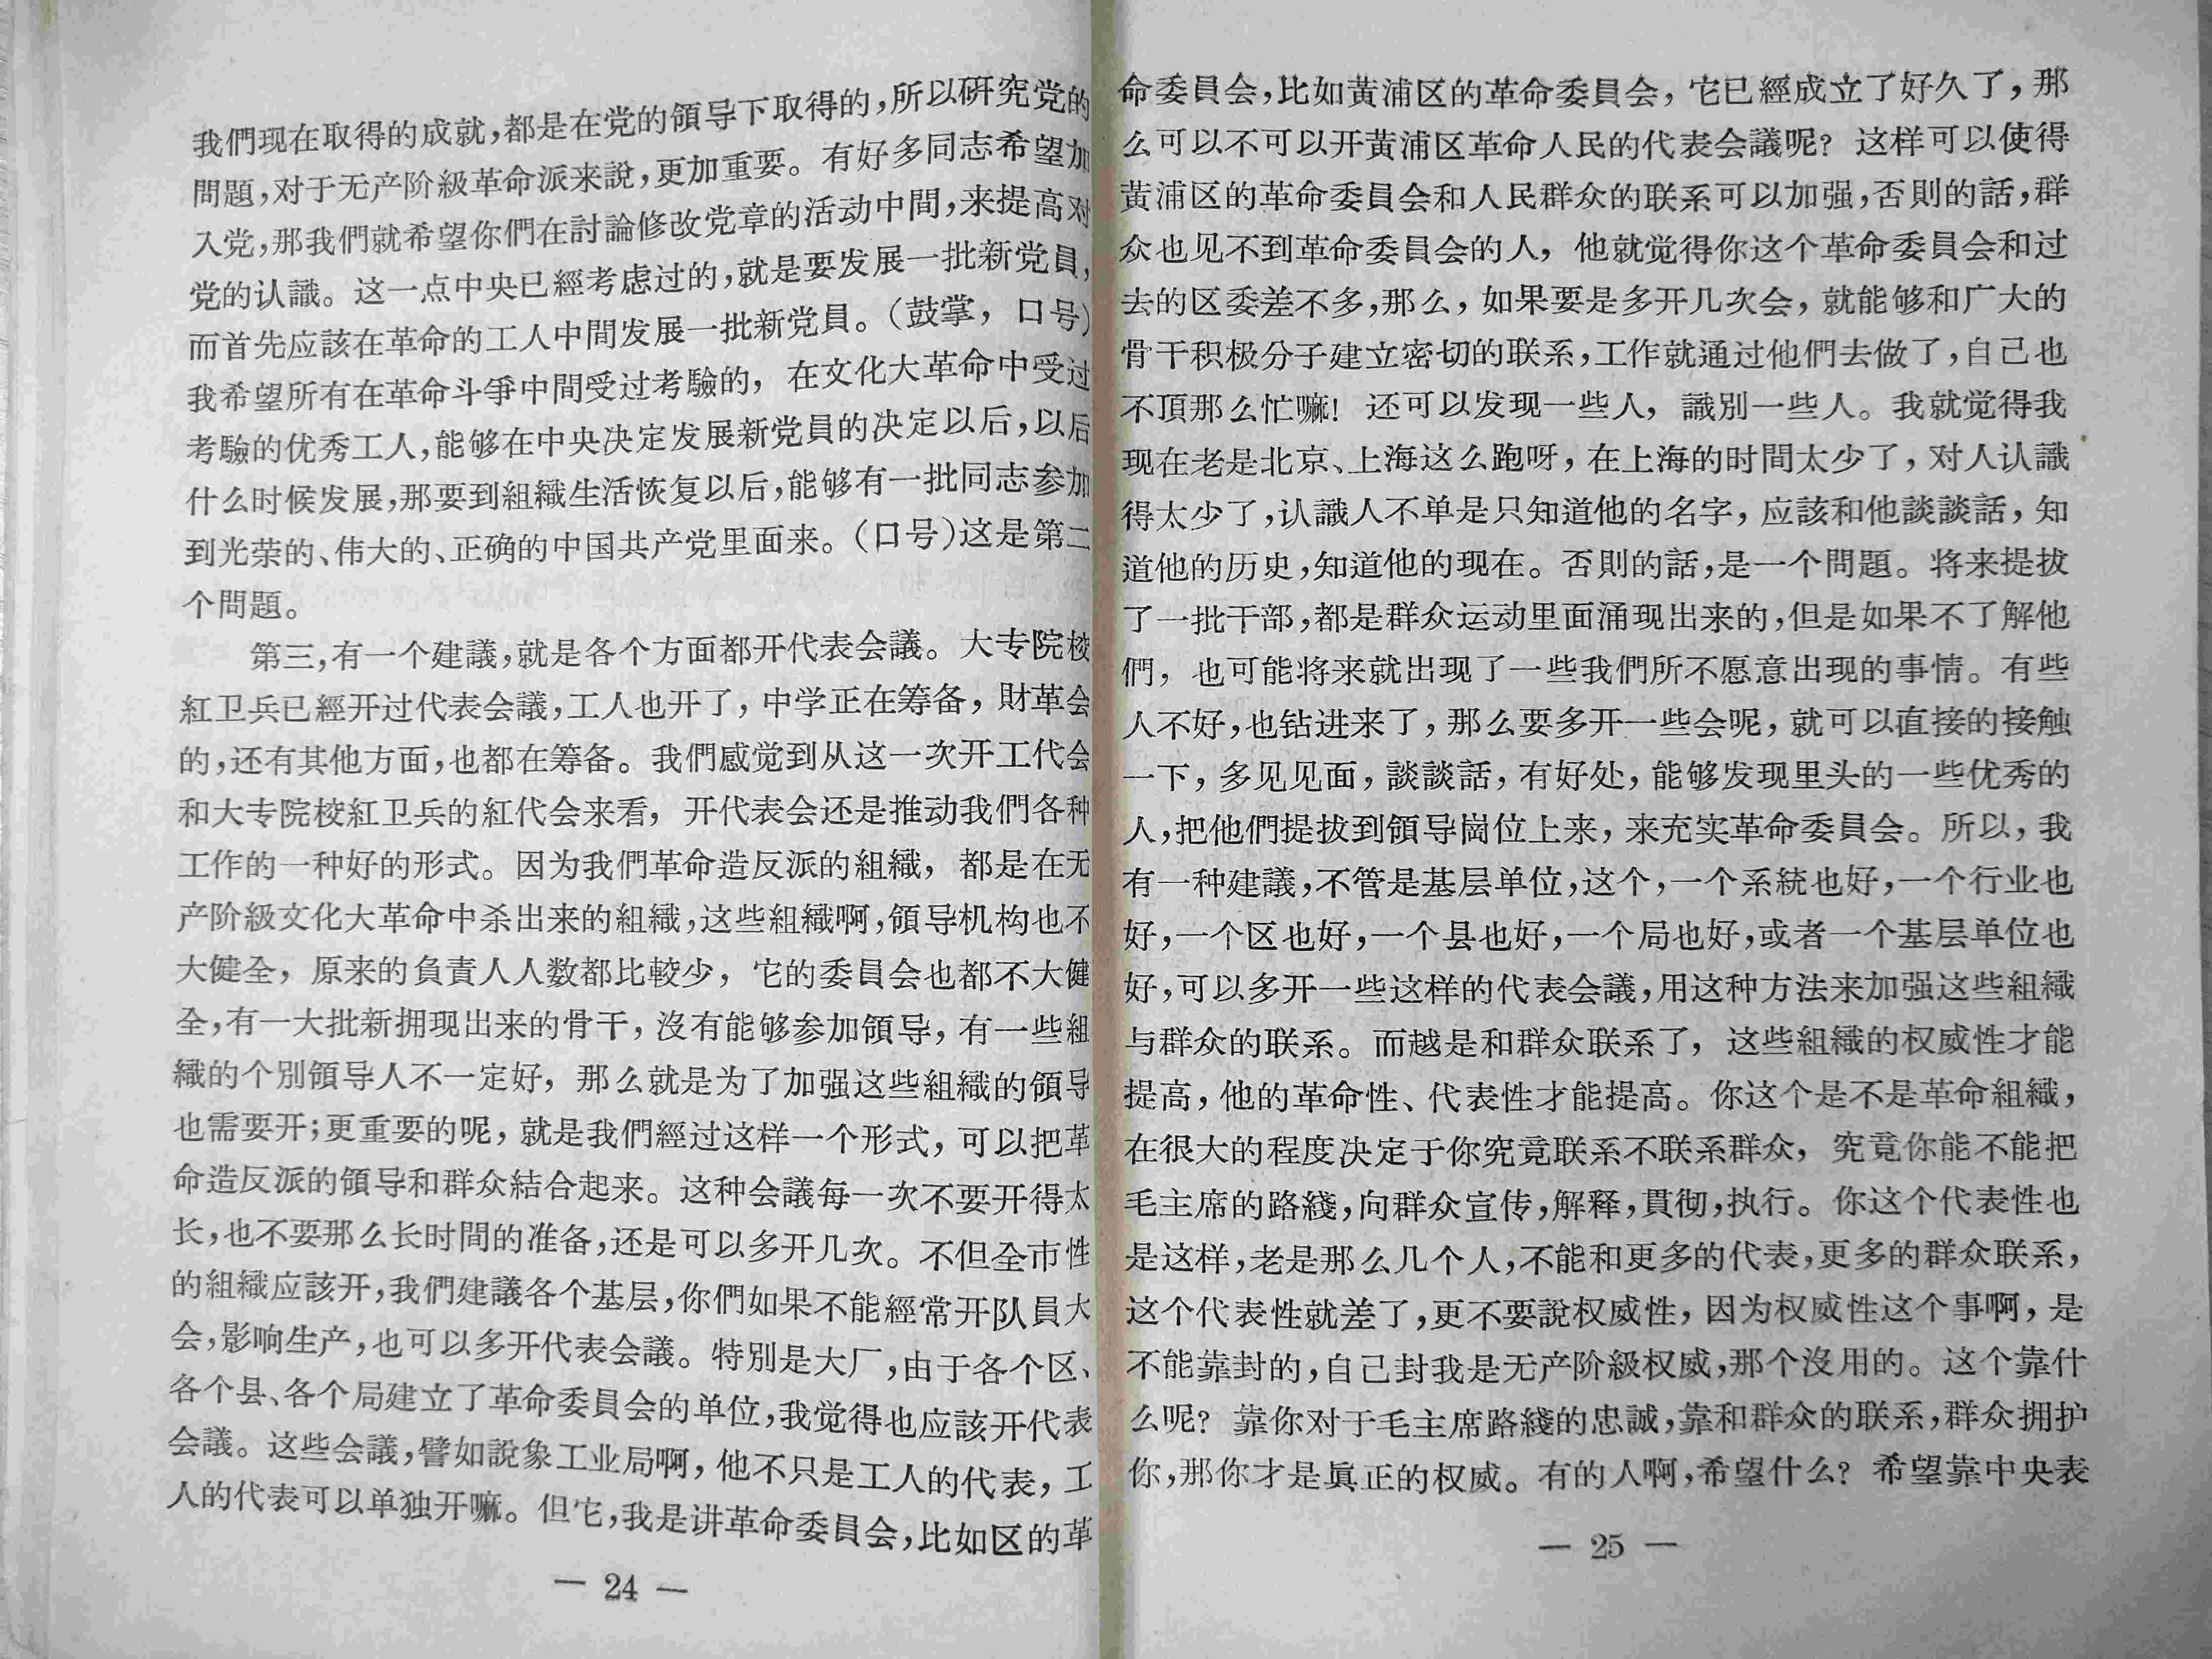 我們现在取得的成就，都是在党的領导下取得的，所以研究党的
問題，对于无产阶級革命派来說，更加重要。有好多同志希望加
入党，那我們就希望你們在討論修改党章的活动中間，来提高对
党的认識。这一点中央已經考虑过的，就是要发展一批新党員，
而首先应該在革命的工人中間发展一批新党員。（鼓掌，口号）
我希望所有在革命斗爭中間受过考驗的，在文化大革命中受过
考驗的优秀工人，能够在中央决定发展新党員的决定以后，以后
什么时候发展，那要到組織生活恢复以后，能够有一批同志参加
到光荣的、伟大的、正确的中国共产党里面来。（口号）这是第二
个問題。
第三，有一个建議，就是各个方面都开代表会議。大专院校
紅卫兵已經开过代表会議，工人也开了，中学正在筹备，財革会
的，还有其他方面，也都在筹备。我們感觉到从这一次开工代会
和大专院校紅卫兵的紅代会来看，开代表会还是推动我們各种
工作的一种好的形式。因为我們革命造反派的組織，都是在无
产阶級文化大革命中杀出来的組織，这些組織啊，領导机构也不
大健全，原来的負責人人数都比較少，它的委員会也都不大健
全，有一大批新拥现出来的骨干，沒有能够参加領导，有一些組
織的个別領导人不一定好，那么就是为了加强这些組織的領导
也需要开；更重要的呢，就是我們經过这样一个形式，可以把革
命造反派的領导和群众結合起来。这种会議每一次不要开得太
长，也不要那么长时間的准备，还是可以多开几次。不但全市性
的組織应該开，我們建議各个基层，你們如果不能經常开队員大
会，影响生产，也可以多开代表会議。特別是大厂，由于各个区、
各个县、各个局建立了革命委員会的单位，我觉得也应該开代表
会議。这些会議，譬如說象工业局啊，他不只是工人的代表，工
人的代表可以单独开嘛。但它，我是讲革命委員会，比如区的革
— 24 —
命委員会，比如黃浦区的革命委員会，它已經成立了好久了，那
么可以不可以开黃浦区革命人民的代表会議呢？这样可以使得
黃浦区的革命委員会和人民群众的联系可以加强，否則的話，群
众也见不到革命委員会的人，他就觉得你这个革命委員会和过
去的区委差不多，那么，如果要是多开几次会，就能够和广大的
骨干积极分子建立密切的联系，工作就通过他們去做了，自己也
不頂那么忙嘛！还可以发现一些人，識別一些人。我就觉得我
现在老是北京、上海这么跑呀，在上海的时間太少了，对人认識
得太少了，认識人不单是只知道他的名字，应該和他談談話，知
道他的历史，知道他的现在。否則的話，是一个問題。将来提拔
了一批干部，都是群众运动里面涌现出来的，但是如果不了解他
們，也可能将来就出现了一些我們所不愿意出现的事情。有些
人不好，也钻进来了，那么要多开一些会呢，就可以直接的接触
一下，多见见面，談談話，有好处，能够发现里头的一些优秀的
人，把他們提拔到領导崗位上来，来充实革命委員会。所以，我
有一种建議，不管是基层单位，这个，一个系統也好，一个行业也
好，一个区也好，一个县也好，一个局也好，或者一个基层单位也
好，可以多开一些这样的代表会議，用这种方法来加强这些組織
与群众的联系。而越是和群众联系了，这些組織的权威性才能
提高，他的革命性、代表性才能提高。你这个是不是革命組織，
在很大的程度决定于你究竟联系不联系群众，究竟你能不能把
毛主席的路綫，向群众宣传，解释，貫彻，执行。你这个代表性也
是这样，老是那么几个人，不能和更多的代表，更多的群众联系，
这个代表性就差了，更不要說权威性，因为权威性这个事啊，是
不能靠封的，自己封我是无产阶級权威，那个沒用的。这个靠什
么呢？靠你对于毛主席路綫的忠誠，靠和群众的联系，群众拥护
你，那你才是眞正的权威。有的人啊，希望什么？希望靠中央表
— 25 —